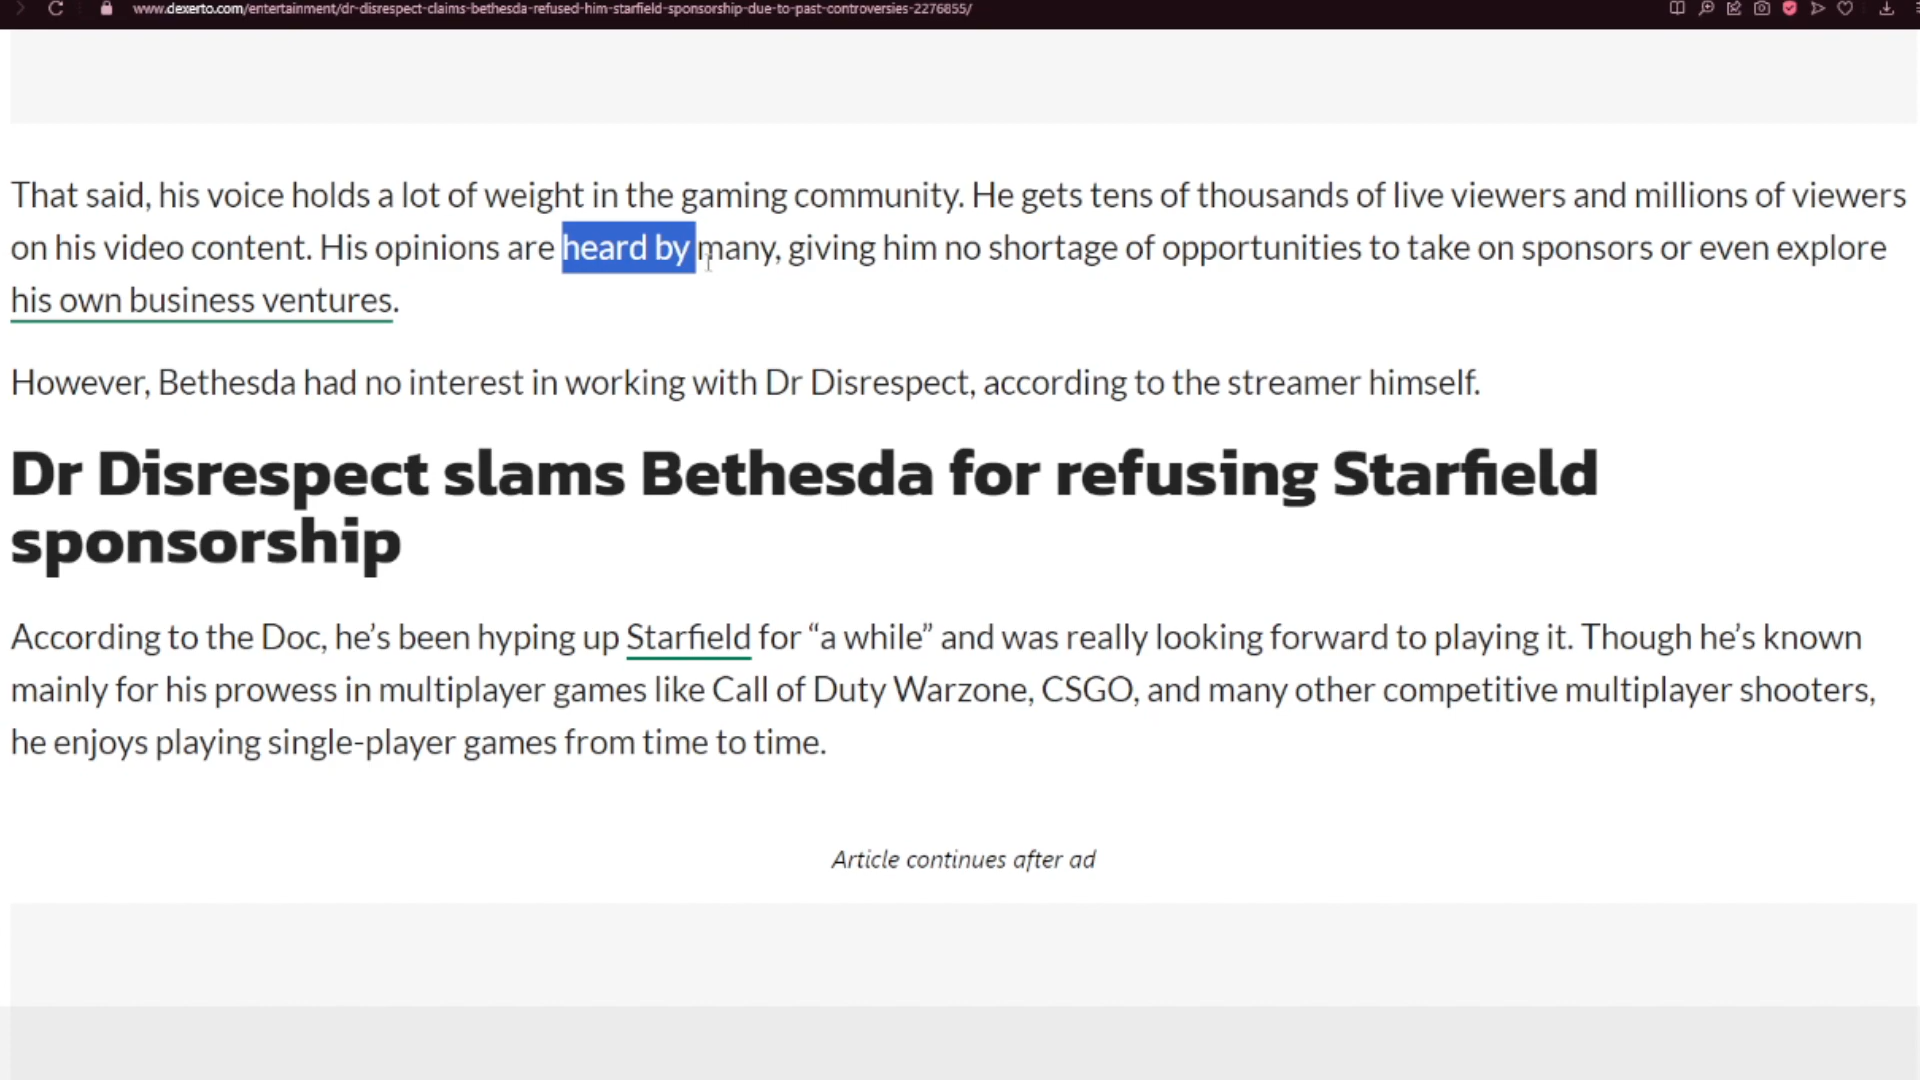 www.dexerto.com/entertainment/dr-disrespect-claims-bethesda-refused-him-starfield-sponsorship-due-to-past-controversies-2276855/
That said, his voice holds a lot of weight in the gaming community. He gets tens of thousands of live viewers and millions of viewers
on his video content. His opinions are heard by many, giving him no shortage of opportunities to take on sponsors or even explore
his own business ventures.
However, Bethesda had no interest in working with Dr Disrespect, according to the streamer himself.
Dr Disrespect slams Bethesda for refusing Starfield
sponsorship
According to the Doc, he’s been hyping up Starfield for “a while” and was really looking forward to playing it. Though he’s known
mainly for his prowess in multiplayer games like Call of Duty Warzone, CSGO, and many other competitive multiplayer shooters,
he enjoys playing single-player games from time to time.
Article continues after ad